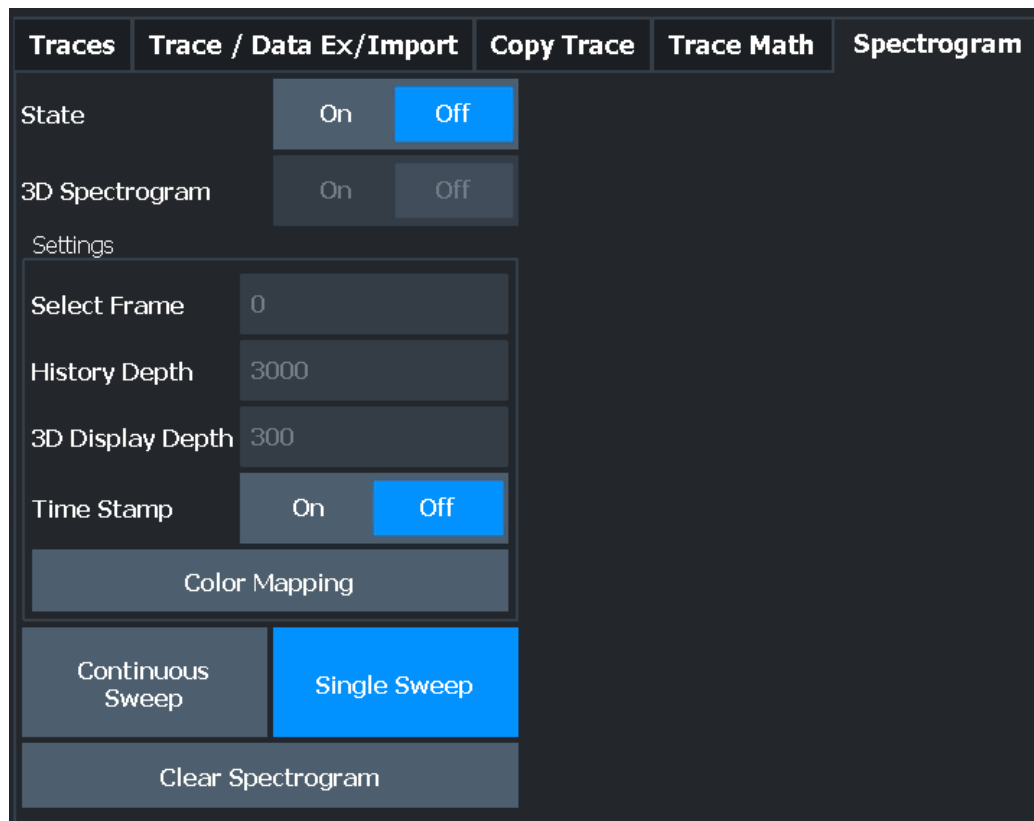 Traces Trace / Data Ex/Import Copy Trace Trace Math Spectrogram
State On Off
3D Spectrogram On Off
Settings
Select Frame 0
History Depth 3000
3D Display Depth 300
Time Stamp On Off
Color Mapping
Continuous
Sweep
Single Sweep
Clear Spectrogram